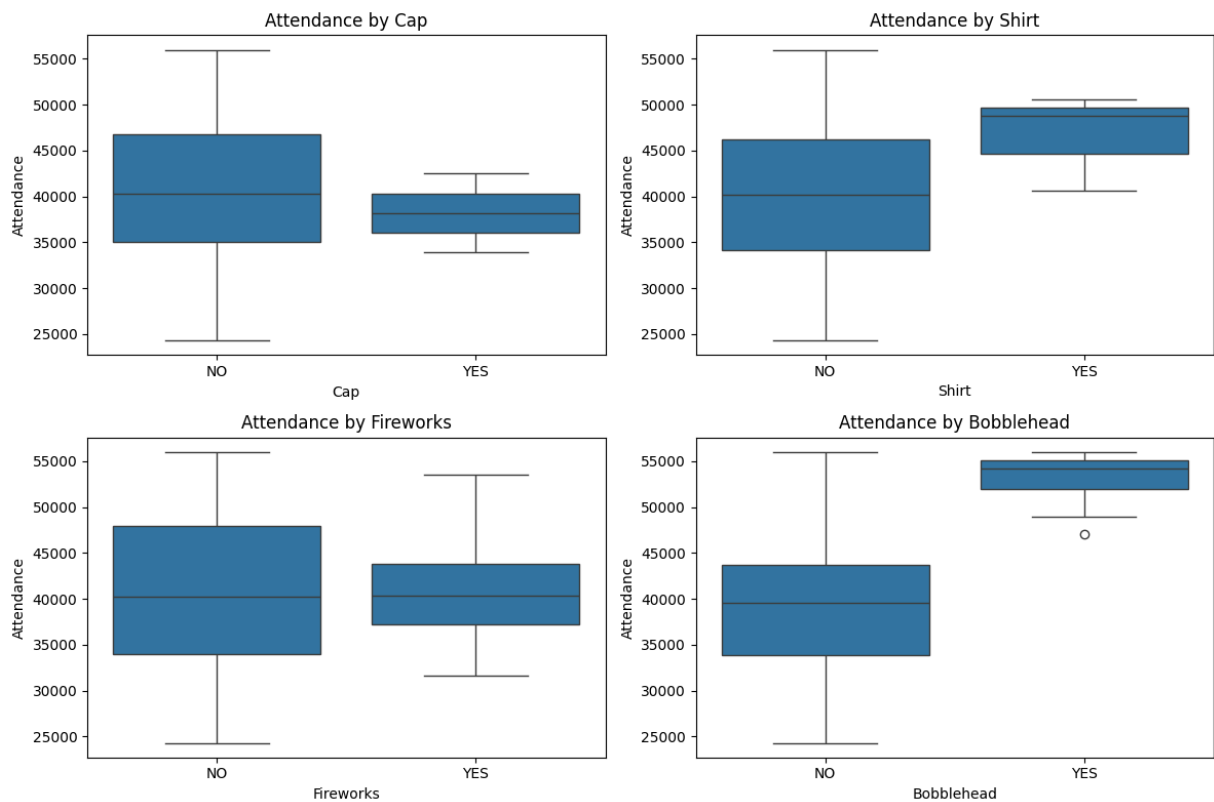 Attendance by Cap
55000
50000
45000
40000
35000
30000
25000
Attendance
NO
YES
Cap
Attendance by Shirt
55000
50000
45000
40000
35000
30000
25000
Attendance
NO
YES
Shirt
Attendance by Fireworks
55000
50000
45000
40000
35000
30000
25000
Attendance
NO
YES
Fireworks
Attendance by Bobblehead
55000
50000
45000
40000
35000
30000
25000
Attendance
NO
YES
Bobblehead